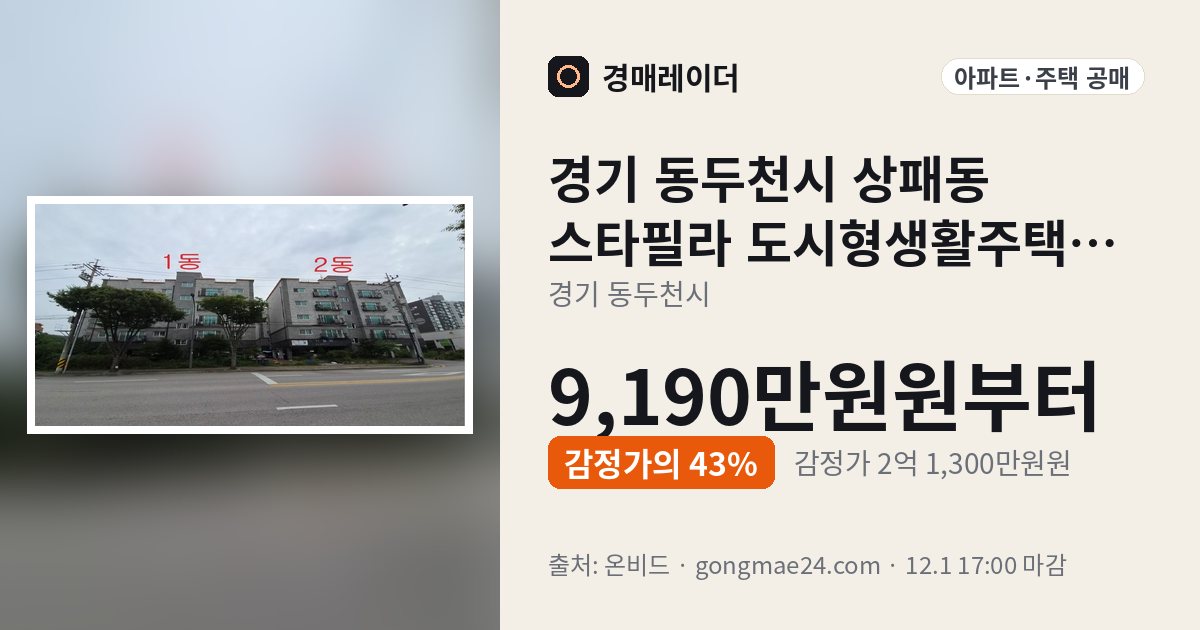 1동
2동
경매레이더
아파트·주택 공매
경기 동두천시 상패동
스타필라 도시형생활주택…
경기 동두천시
9,190만원원부터
감정가의 43%
감정가 2억 1,300만원원
출처: 온비드 · gongmae24.com · 12.1 17:00 마감